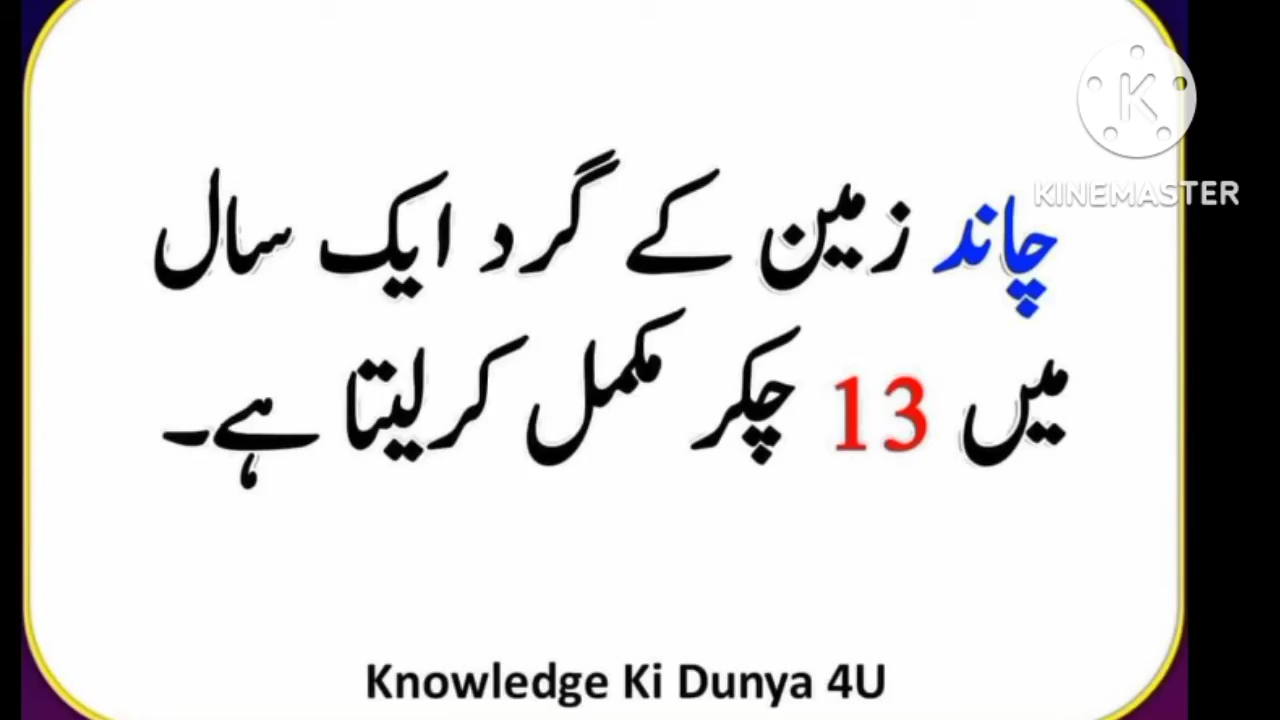 KINEMASTER
چاند زمین کے گرد ایک سال
میں 13 چکر مکمل کرلیتا ہے۔
Knowledge Ki Dunya 4U